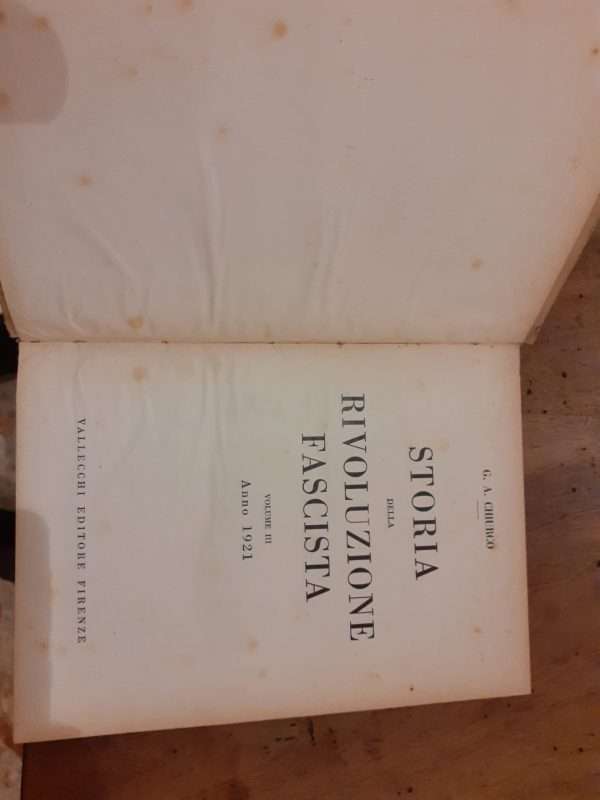 G. A. CHIURCO
STORIA
DELLA
RIVOLUZIONE
FASCISTA
VOLUME III
Anno 1921
VALLECCHI EDITORE FIRENZE